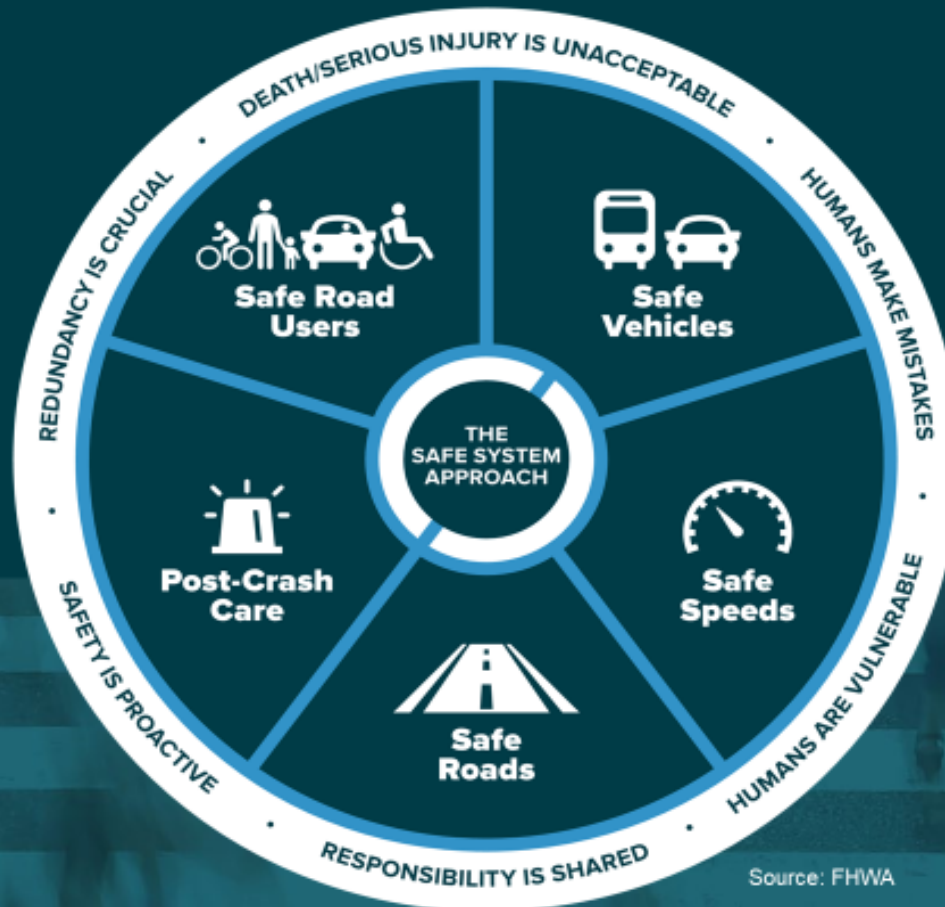 DEATH/SERIOUS INJURY IS UNACCEPTABLE
HUMANS MAKE MISTAKES
HUMANS ARE VULNERABLE
RESPONSIBILITY IS SHARED
SAFETY IS PROACTIVE
REDUNDANCY IS CRUCIAL
Safe Road
Users
Safe
Vehicles
THE
SAFE SYSTEM
APPROACH
Post-Crash
Care
Safe
Speeds
Safe
Roads
Source: FHWA